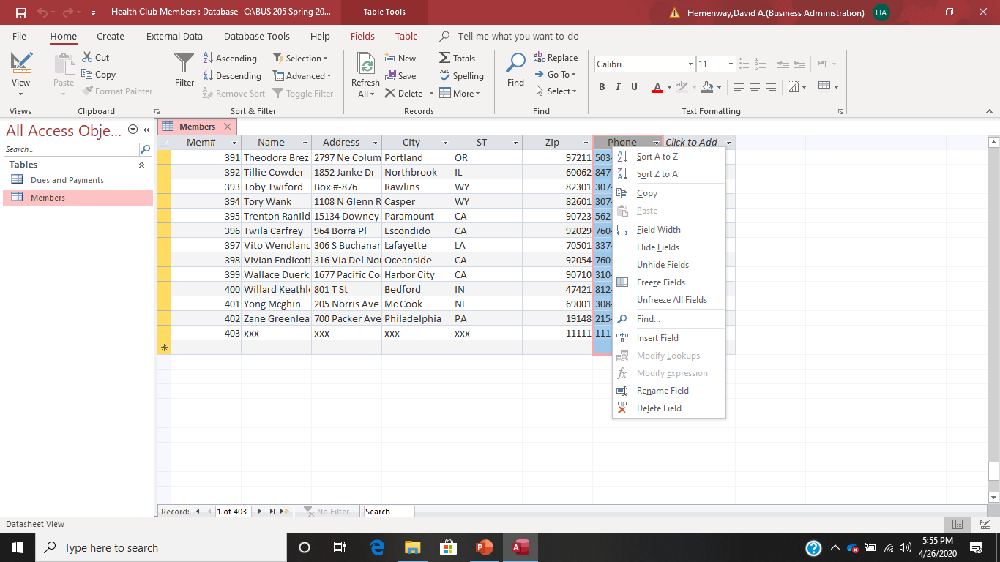 Health Club Members : Database- C:\BUS 205 Spring 20... Table Tools Hemenway,David A.(Business Administration) HA
File Home Create External Data Database Tools Help Fields Table Tell me what you want to do
View Paste Cut Copy Format Painter Filter Ascending Descending Remove Sort Selection Advanced Toggle Filter Refresh All New Save Delete Totals Spelling More Find Replace Go To Select Calibri 11 B I U A
Views Clipboard Sort & Filter Records Find Text Formatting
All Access Obje... «
Search...
Tables
Dues and Payments
Members
Members
Mem# Name Address City ST Zip Phone Click to Add
391 Theodora Brezi 2797 Ne Colum Portland OR 97211 503-
392 Tillie Cowder 1852 Janke Dr Northbrook IL 60062 847-
393 Toby Twiford Box #-876 Rawlins WY 82301 307-
394 Tory Wank 1108 N Glenn R Casper WY 82601 307-
395 Trenton Ranild 15134 Downey Paramount CA 90723 562-
396 Twila Carfrey 964 Borra Pl Escondido CA 92029 760-
397 Vito Wendland 306 S Buchanar Lafayette LA 70501 337-
398 Vivian Endicott 316 Via Del Nor Oceanside CA 92054 760-
399 Wallace Duerks 1677 Pacific Co Harbor City CA 90710 310-
400 Willard Keathle 801 T St Bedford IN 47421 812-
401 Yong Mcghin 205 Norris Ave Mc Cook NE 69001 308-
402 Zane Greenleaf 700 Packer Ave Philadelphia PA 19148 215-
403 xxx xxx xxx xxx 11111 111-
Sort A to Z
Sort Z to A
Copy
Paste
Field Width
Hide Fields
Unhide Fields
Freeze Fields
Unfreeze All Fields
Find...
Insert Field
Modify Lookups
Modify Expression
Rename Field
Delete Field
Record: 1 of 403 No Filter Search
Datasheet View
Type here to search
5:55 PM
4/26/2020